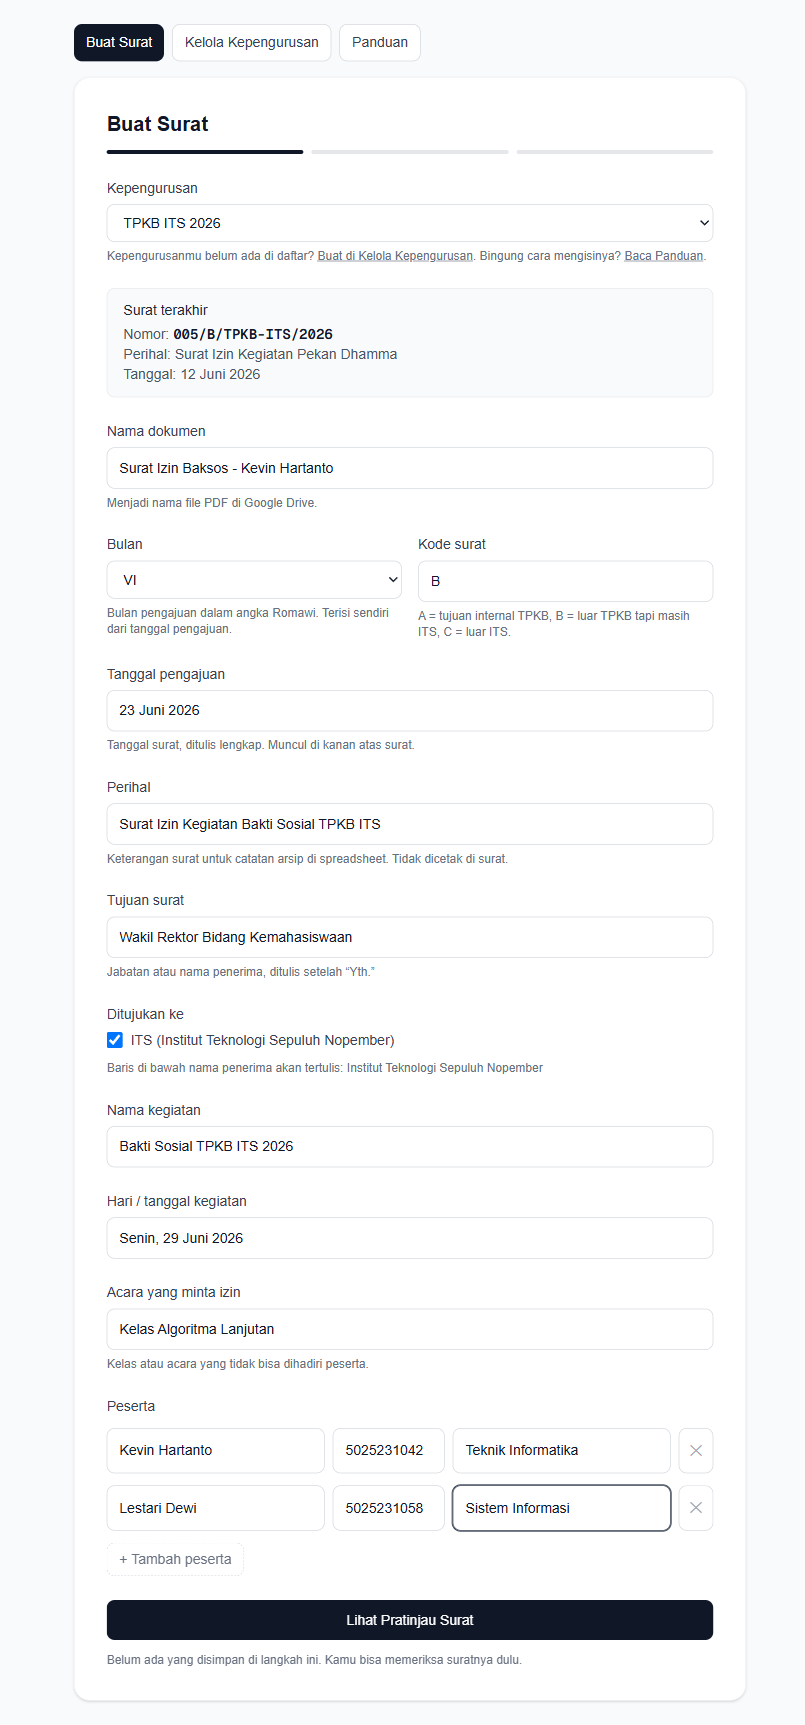 Buat Surat
Kelola Kepengurusan
Panduan
Buat Surat
Kepengurusan
TPKB ITS 2026
Kepengurusanmu belum ada di daftar? Buat di Kelola Kepengurusan. Bingung cara mengisinya? Baca Panduan.
Surat terakhir
Nomor: 005/B/TPKB-ITS/2026
Perihal: Surat Izin Kegiatan Pekan Dhamma
Tanggal: 12 Juni 2026
Nama dokumen
Surat Izin Baksos - Kevin Hartanto
Menjadi nama file PDF di Google Drive.
Bulan
VI
Bulan pengajuan dalam angka Romawi. Terisi sendiri
dari tanggal pengajuan.
Kode surat
B
A = tujuan internal TPKB, B = luar TPKB tapi masih
ITS, C = luar ITS.
Tanggal pengajuan
23 Juni 2026
Tanggal surat, ditulis lengkap. Muncul di kanan atas surat.
Perihal
Surat Izin Kegiatan Bakti Sosial TPKB ITS
Keterangan surat untuk catatan arsip di spreadsheet. Tidak dicetak di surat.
Tujuan surat
Wakil Rektor Bidang Kemahasiswaan
Jabatan atau nama penerima, ditulis setelah “Yth.”
Ditujukan ke
ITS (Institut Teknologi Sepuluh Nopember)
Baris di bawah nama penerima akan tertulis: Institut Teknologi Sepuluh Nopember
Nama kegiatan
Bakti Sosial TPKB ITS 2026
Hari / tanggal kegiatan
Senin, 29 Juni 2026
Acara yang minta izin
Kelas Algoritma Lanjutan
Kelas atau acara yang tidak bisa dihadiri peserta.
Peserta
Kevin Hartanto 5025231042 Teknik Informatika
Lestari Dewi 5025231058 Sistem Informasi
+ Tambah peserta
Lihat Pratinjau Surat
Belum ada yang disimpan di langkah ini. Kamu bisa memeriksa suratnya dulu.